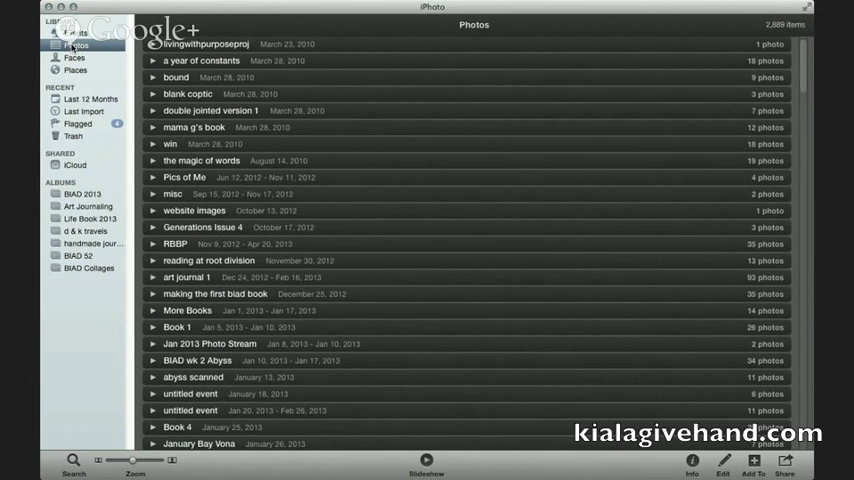 iPhoto
Google+
Photos
2,889 items
LIBRARY
Events
Photos
Faces
Places
RECENT
Last 12 Months
Last Import
Flagged
4
Trash
SHARED
iCloud
ALBUMS
BIAD 2013
Art Journaling
Life Book 2013
d & k travels
handmade jour...
BIAD 52
BIAD Collages
livingwithpurposeproj March 23, 2010 1 photo
a year of constants March 28, 2010 18 photos
bound March 28, 2010 9 photos
blank coptic March 28, 2010 3 photos
double jointed version 1 March 28, 2010 7 photos
mama g's book March 28, 2010 12 photos
win March 28, 2010 18 photos
the magic of words August 14, 2010 19 photos
Pics of Me Jun 12, 2012 - Nov 11, 2012 4 photos
misc Sep 15, 2012 - Nov 17, 2012 2 photos
website images October 13, 2012 1 photo
Generations Issue 4 October 17, 2012 3 photos
RBBP Nov 9, 2012 - Apr 20, 2013 35 photos
reading at root division November 30, 2012 13 photos
art journal 1 Dec 24, 2012 - Feb 16, 2013 93 photos
making the first biad book December 25, 2012 35 photos
More Books Jan 1, 2013 - Jan 17, 2013 14 photos
Book 1 Jan 5, 2013 - Jan 10, 2013 26 photos
Jan 2013 Photo Stream Jan 8, 2013 - Jan 10, 2013 2 photos
BIAD wk 2 Abyss Jan 10, 2013 - Jan 17, 2013 34 photos
abyss scanned January 13, 2013 11 photos
untitled event January 18, 2013 6 photos
untitled event Jan 20, 2013 - Feb 26, 2013 11 photos
Book 4 January 25, 2013
January Bay Vona January 26, 2013
kialagivehand.com
Search Zoom Slideshow Info Edit Add To Share